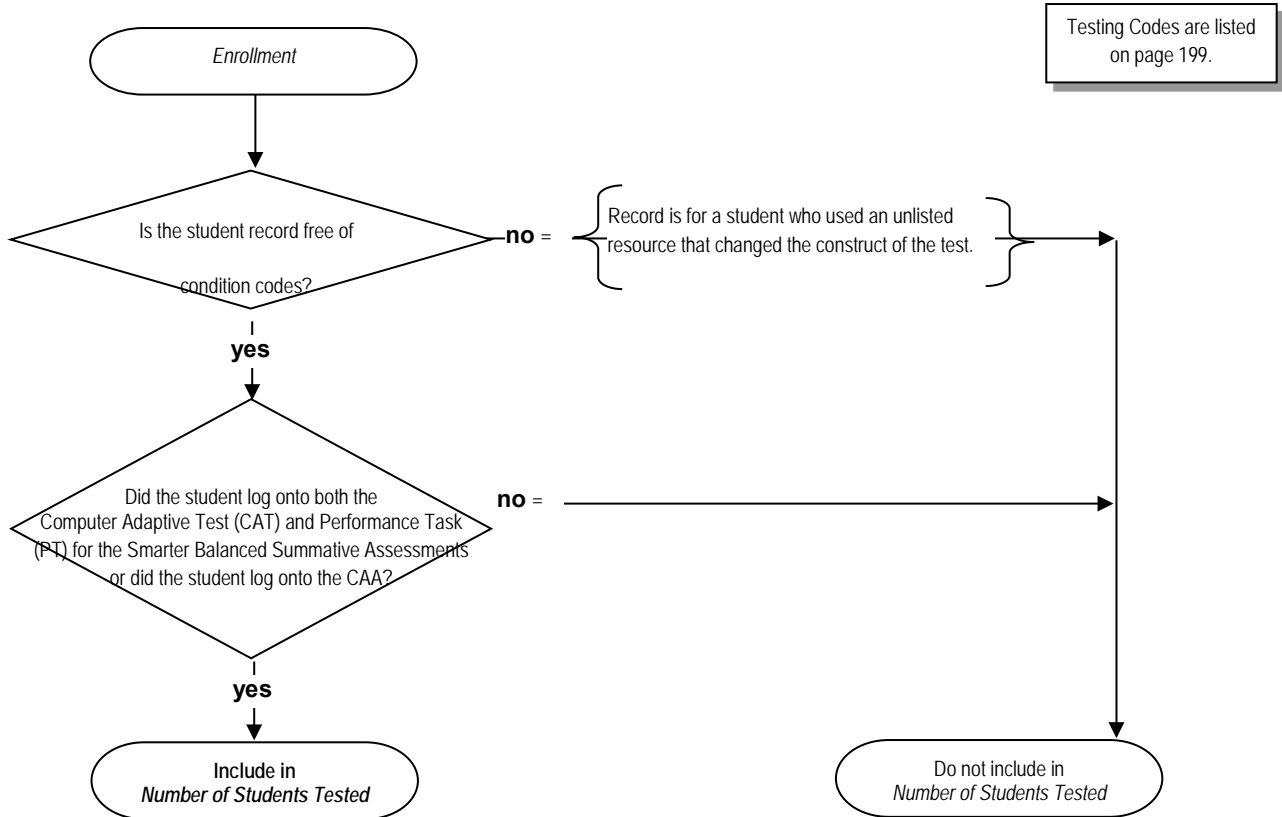 Enrollment
Testing Codes are listed
on page 199.
Is the student record free of
condition codes?
no =
Record is for a student who used an unlisted
resource that changed the construct of the test.
yes
Did the student log onto both the
Computer Adaptive Test (CAT) and Performance Task
(PT) for the Smarter Balanced Summative Assessments
or did the student log onto the CAA?
no =
yes
Include in
Number of Students Tested
Do not include in
Number of Students Tested